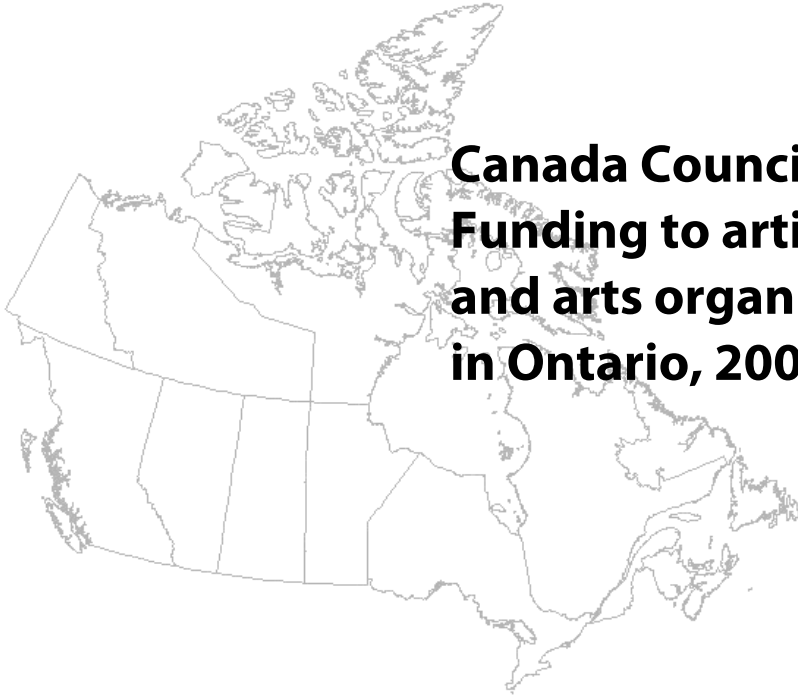 Canada Counci
Funding to arti
and arts organ
in Ontario, 200